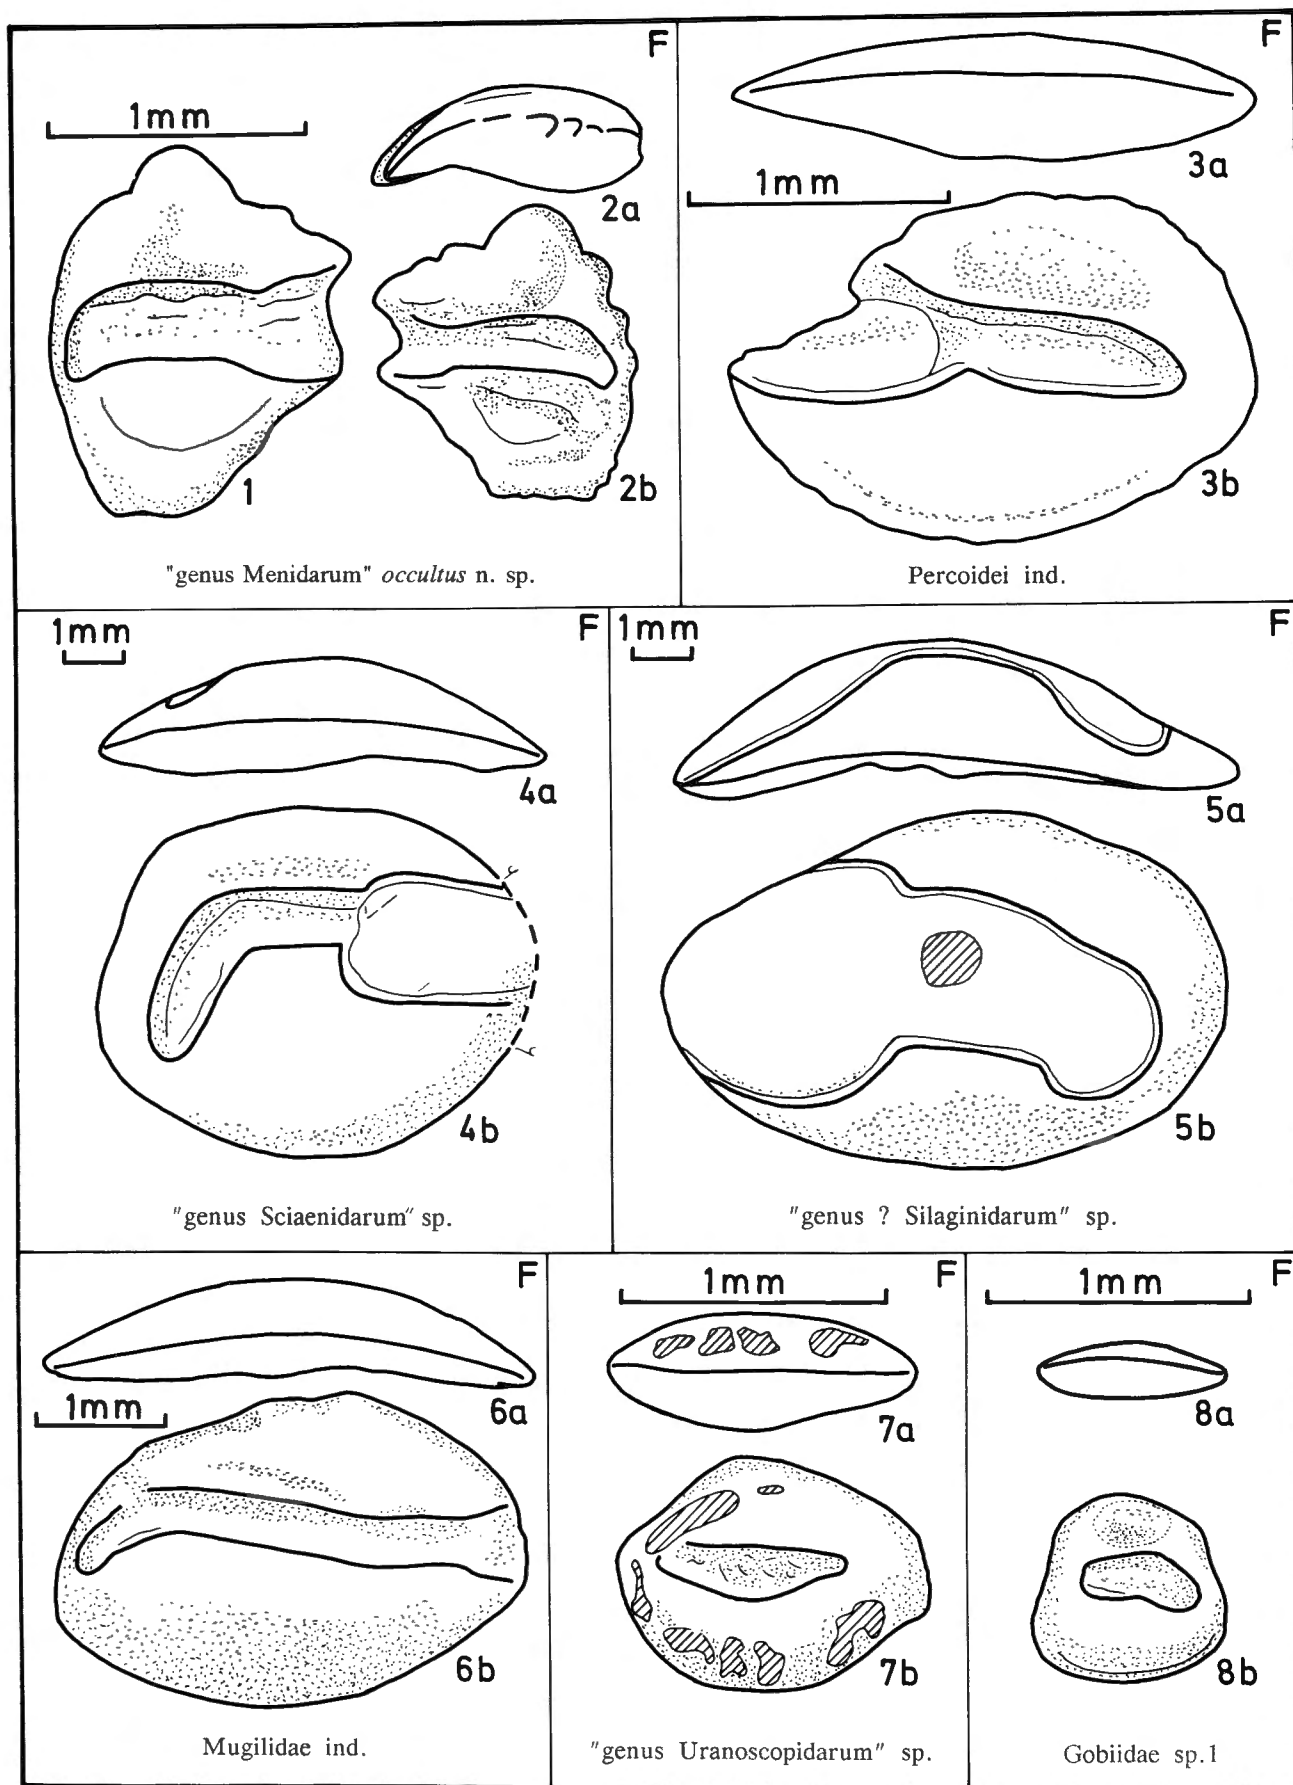 F
1mm
2a
1
2b
"genus Menidarum" occultus n. sp.
F
3a
1mm
3b
Percoidei ind.
1mm
F
4a
4b
"genus Sciaenidarum" sp.
1mm
F
5a
5b
"genus ? Silaginidarum" sp.
F
6a
1mm
6b
Mugilidae ind.
1mm
F
7a
7b
"genus Uranoscopidarum" sp.
1mm
F
8a
8b
Gobiidae sp.1